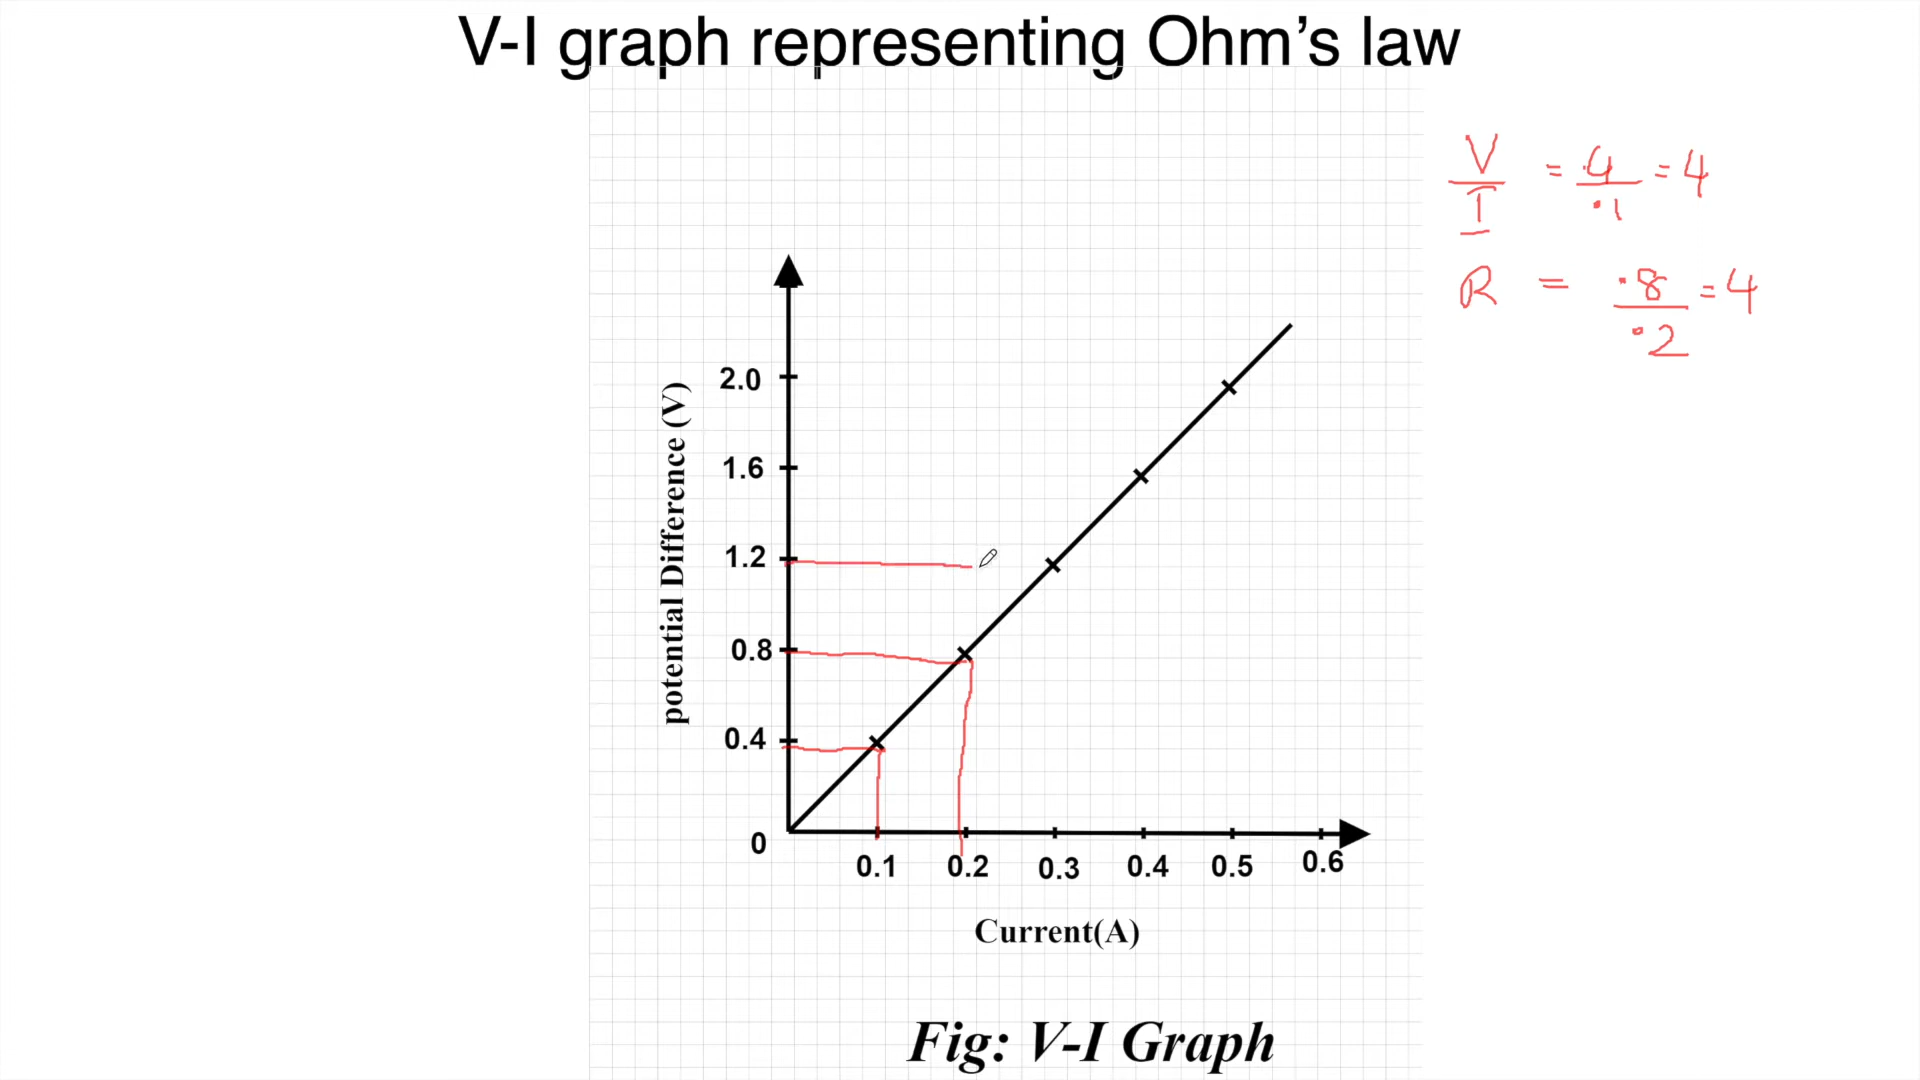 V-I graph representing Ohm’s law
V/I = .4/.1 = 4
R = .8/.2 = 4
potential Difference (V)
2.0
1.6
1.2
0.8
0.4
0
0.1 0.2 0.3 0.4 0.5 0.6
Current(A)
Fig: V-I Graph